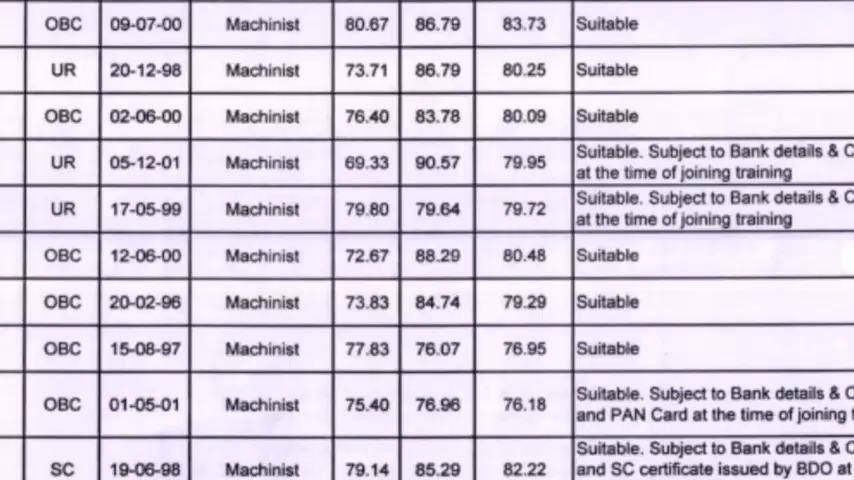 OBC 09-07-00 Machinist 80.67 86.79 83.73 Suitable
UR 20-12-98 Machinist 73.71 86.79 80.25 Suitable
OBC 02-06-00 Machinist 76.40 83.78 80.09 Suitable
UR 05-12-01 Machinist 69.33 90.57 79.95 Suitable. Subject to Bank details & C
at the time of joining training
UR 17-05-99 Machinist 79.80 79.64 79.72 Suitable. Subject to Bank details & C
at the time of joining training
OBC 12-06-00 Machinist 72.67 88.29 80.48 Suitable
OBC 20-02-96 Machinist 73.83 84.74 79.29 Suitable
OBC 15-08-97 Machinist 77.83 76.07 76.95 Suitable
OBC 01-05-01 Machinist 75.40 76.96 76.18 Suitable. Subject to Bank details & C
and PAN Card at the time of joining t
SC 19-06-98 Machinist 79.14 85.29 82.22 Suitable. Subject to Bank details & C
and SC certificate issued by BDO at